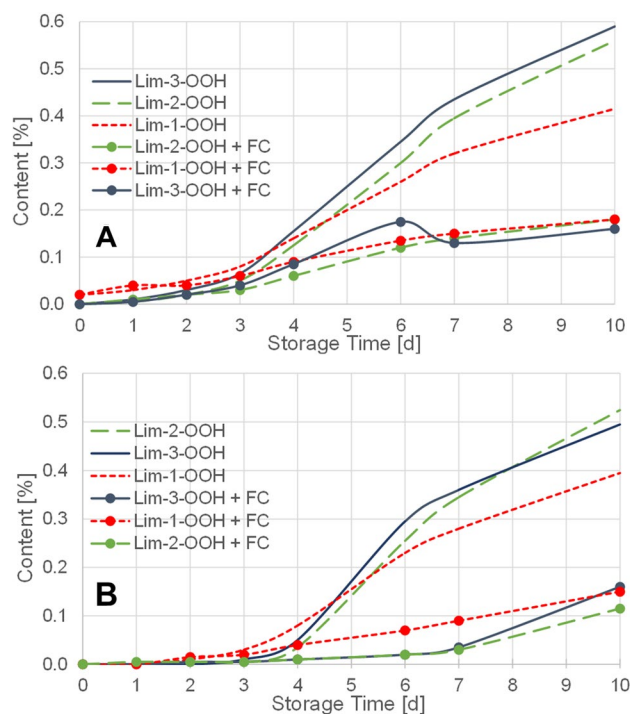 0.6
0.5
0.4
0.3
0.2
0.1
0.0
Content [%]
Lim-3-OOH
Lim-2-OOH
Lim-1-OOH
Lim-2-OOH + FC
Lim-1-OOH + FC
Lim-3-OOH + FC
A
0 1 2 3 4 5 6 7 8 9 10
Storage Time [d]
0.6
0.5
0.4
0.3
0.2
0.1
0.0
Content [%]
Lim-2-OOH
Lim-3-OOH
Lim-1-OOH
Lim-3-OOH + FC
Lim-1-OOH + FC
Lim-2-OOH + FC
B
0 1 2 3 4 5 6 7 8 9 10
Storage Time [d]